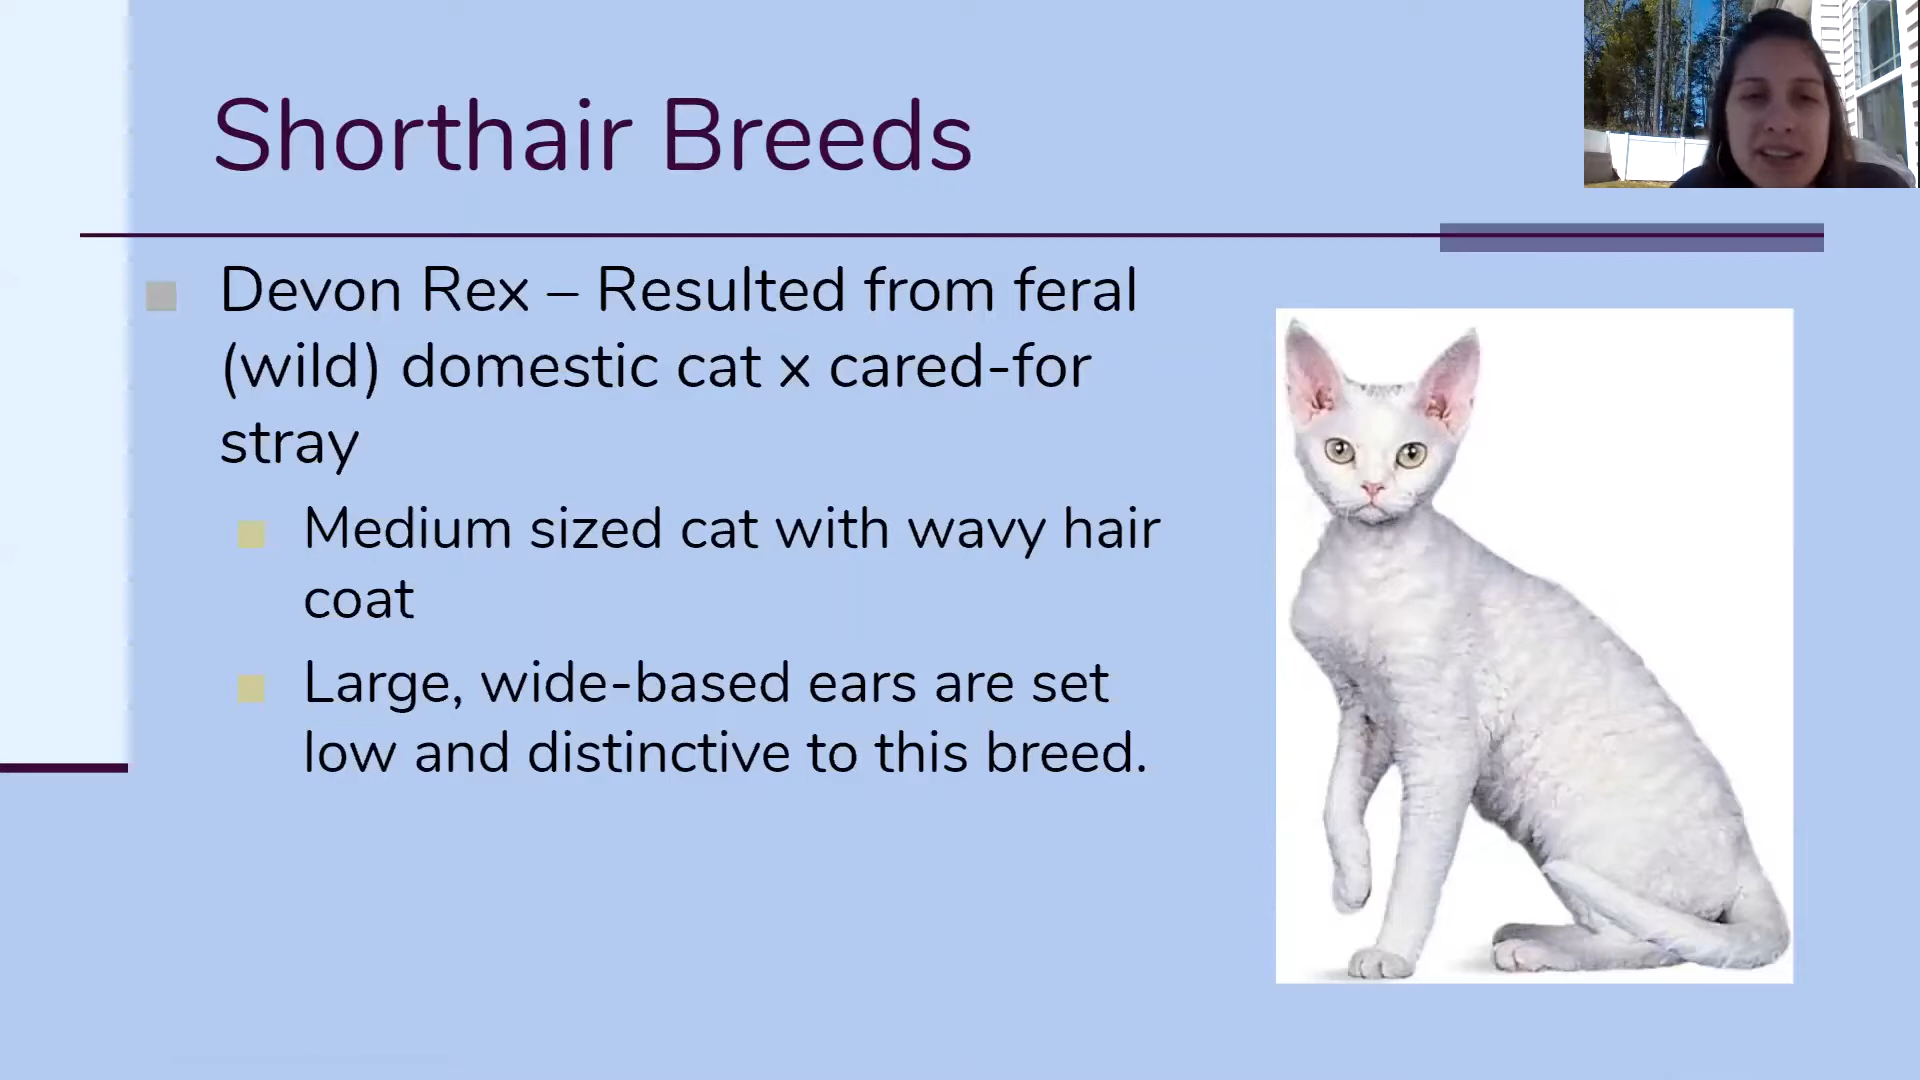 Shorthair Breeds
Devon Rex – Resulted from feral
(wild) domestic cat x cared-for
stray
Medium sized cat with wavy hair
coat
Large, wide-based ears are set
low and distinctive to this breed.